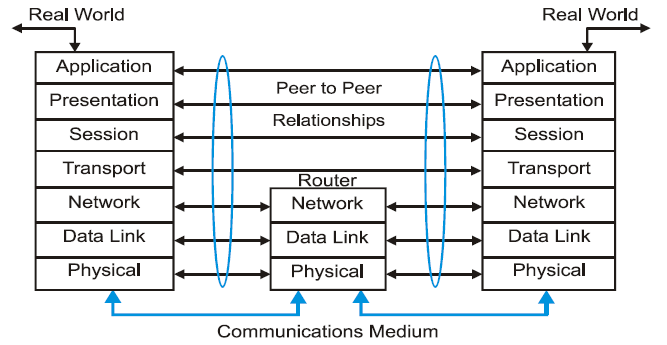 Real World
Real World
Application
Application
Presentation
Peer to Peer
Presentation
Session
Relationships
Session
Transport
Transport
Router
Network
Network
Network
Data Link
Data Link
Data Link
Physical
Physical
Physical
Communications Medium